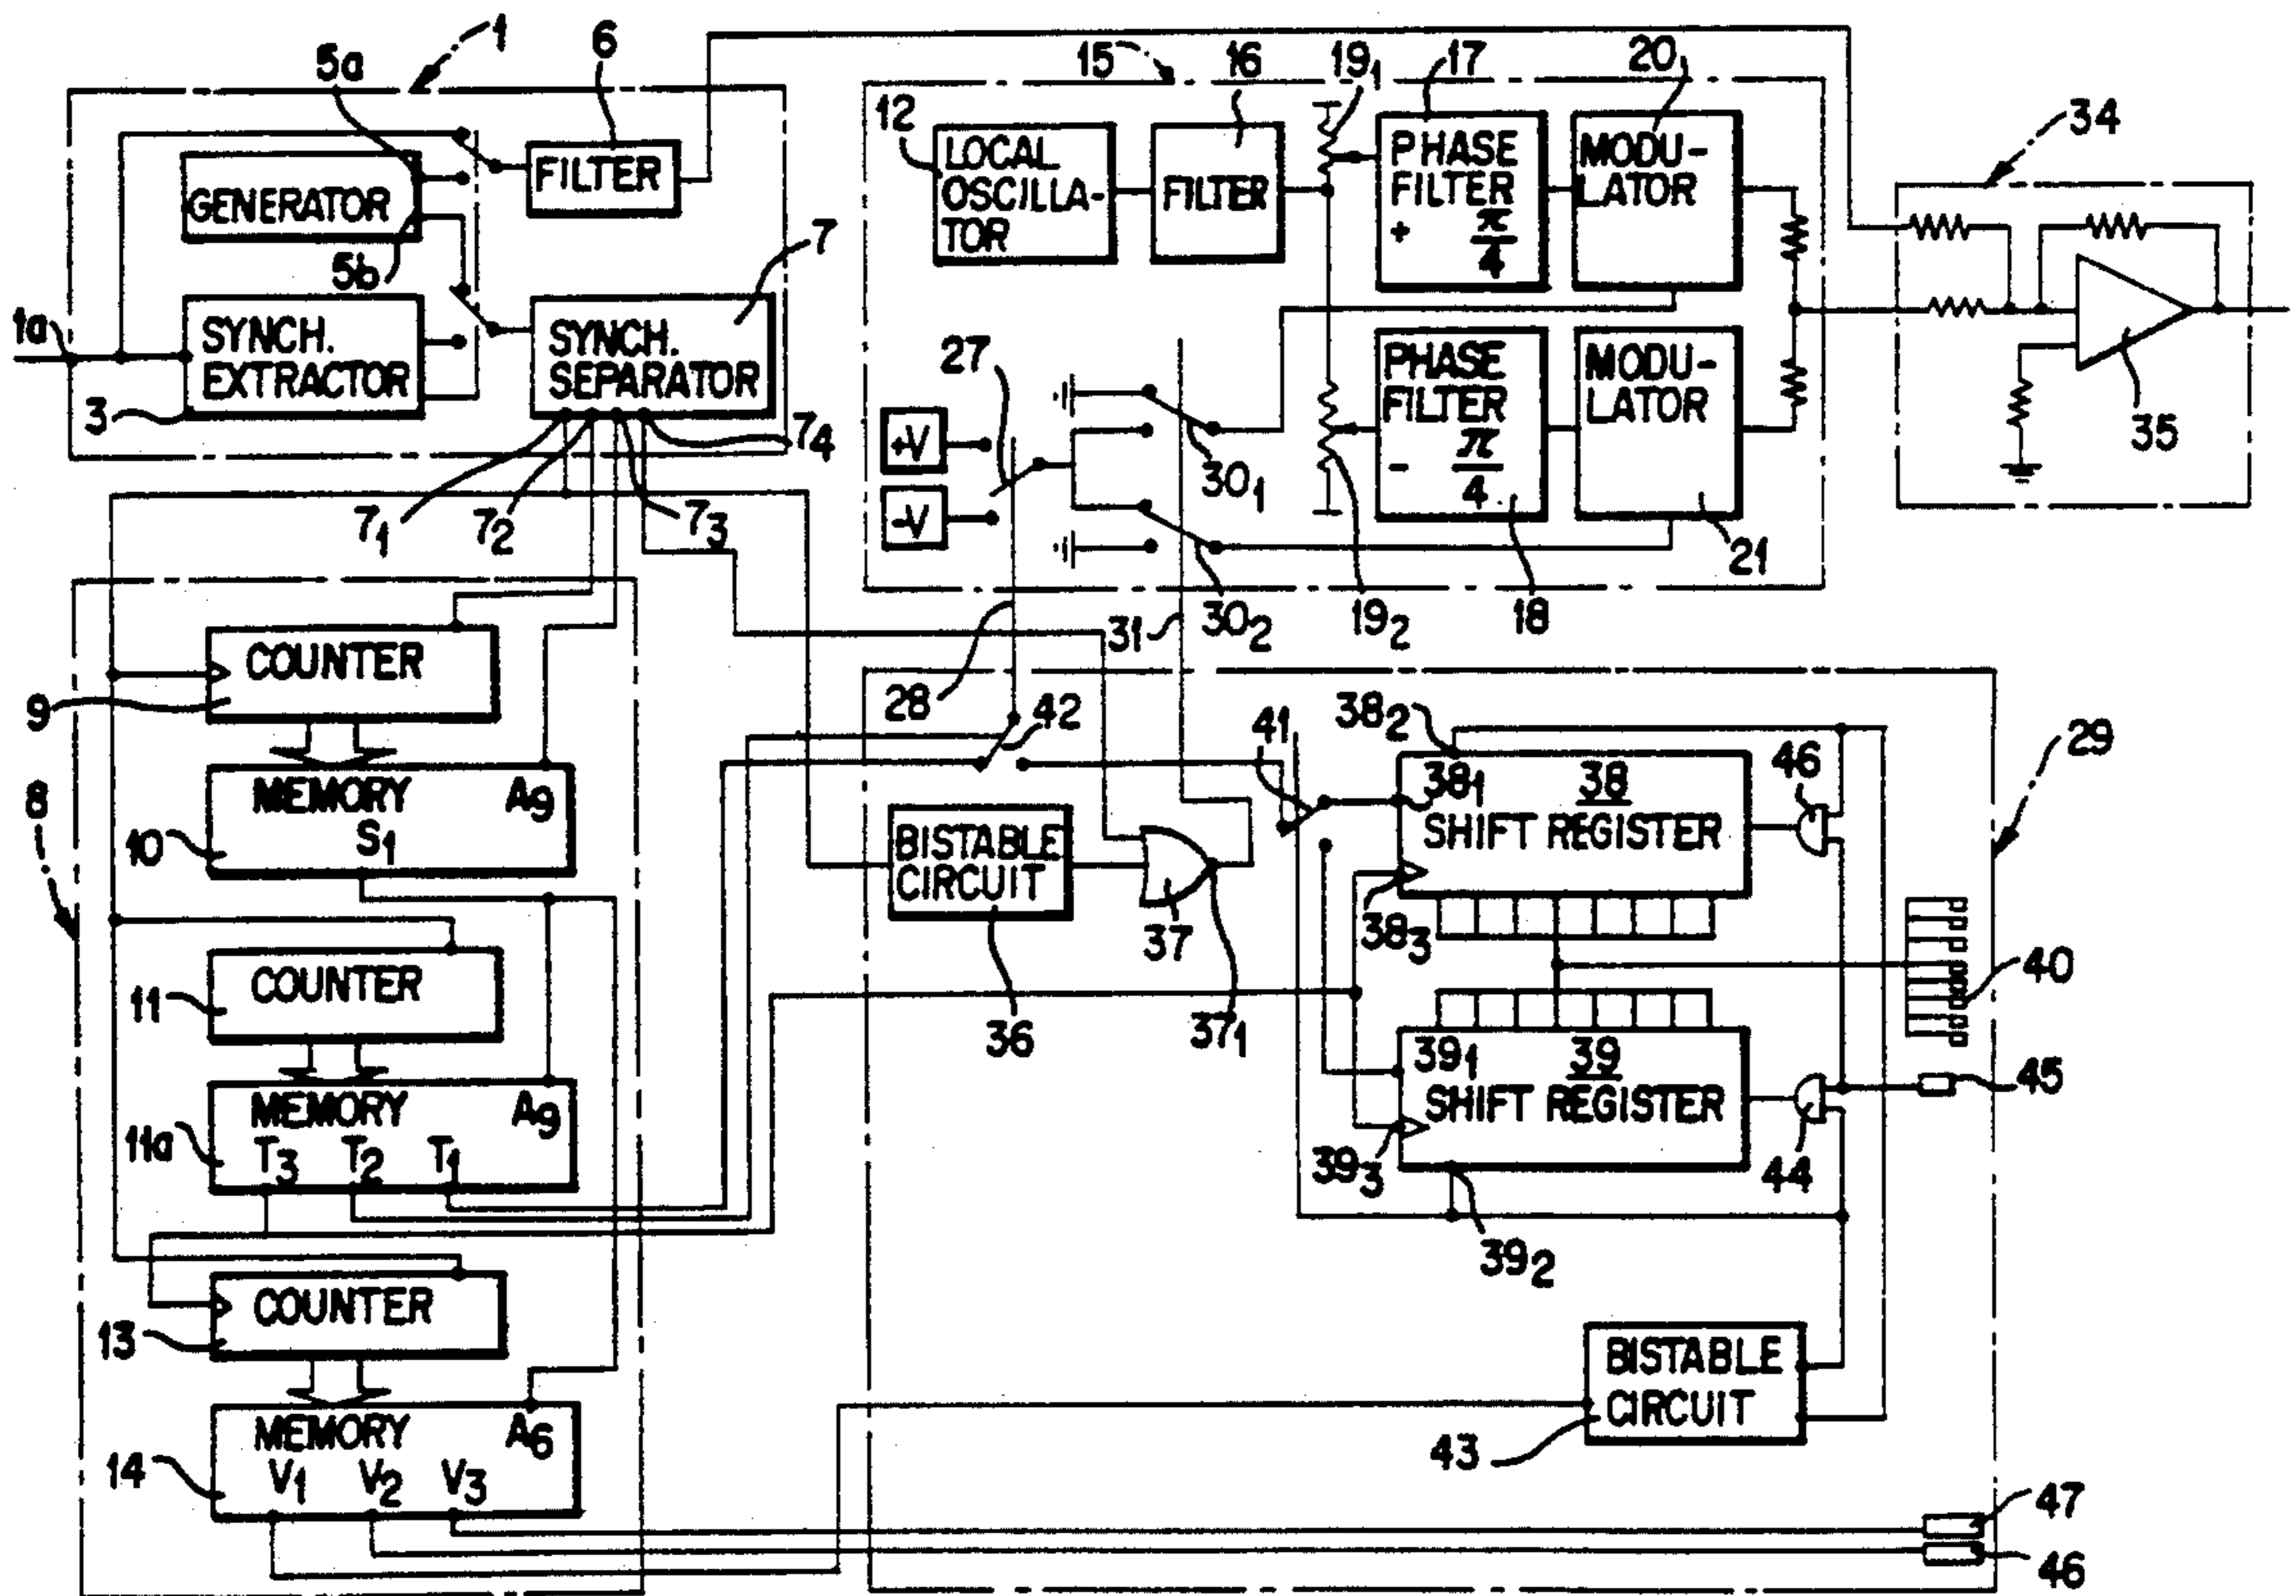 1
5a
6
GENERATOR
FILTER
5b
1a
SYNCH.
EXTRACTOR
3
7
SYNCH.
SEPARATOR
7₁
7₂
7₃
7₄
15
16
19₁
17
20
12
LOCAL
OSCILLA-
TOR
FILTER
PHASE
FILTER
+ π/4
MODU-
LATOR
34
35
27
+V
-V
30₁
30₂
PHASE
FILTER
- π/4
MODU-
LATOR
19₂
18
21
28
31
8
COUNTER
9
MEMORY
A9
S1
10
COUNTER
11
MEMORY
A9
11a
T3
T2
T1
COUNTER
13
MEMORY
A6
14
V1
V2
V3
42
41
BISTABLE
CIRCUIT
36
37
37₁
38₂
38₁
38
SHIFT REGISTER
38₃
46
29
40
39₁
39
SHIFT REGISTER
39₃
39₂
44
45
BISTABLE
CIRCUIT
43
47
46